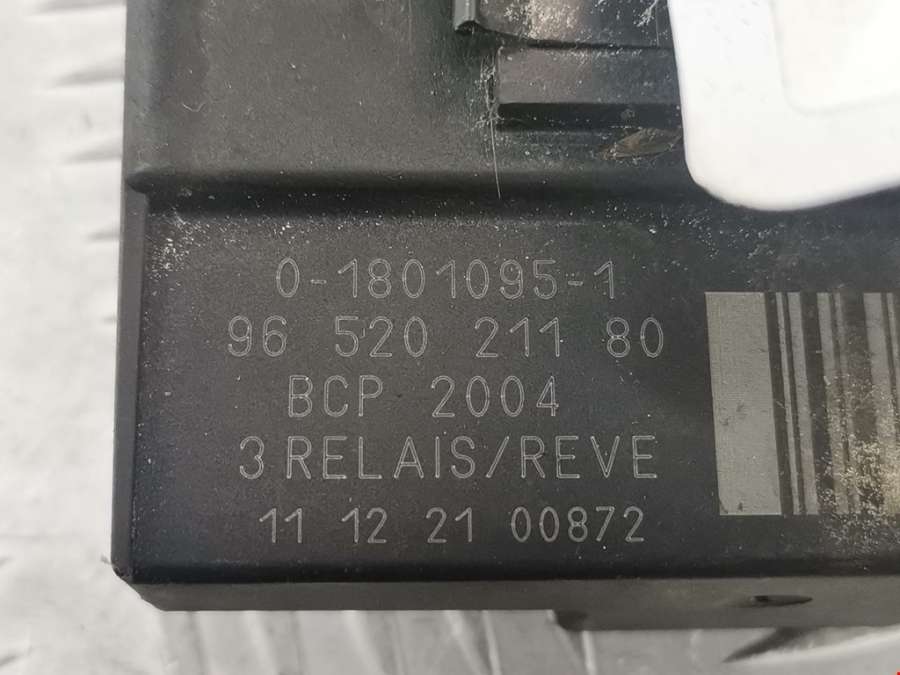 0-1801095-1
96 520 211 80
BCP 2004
3 RELAIS/REVE
11 12 21 00872